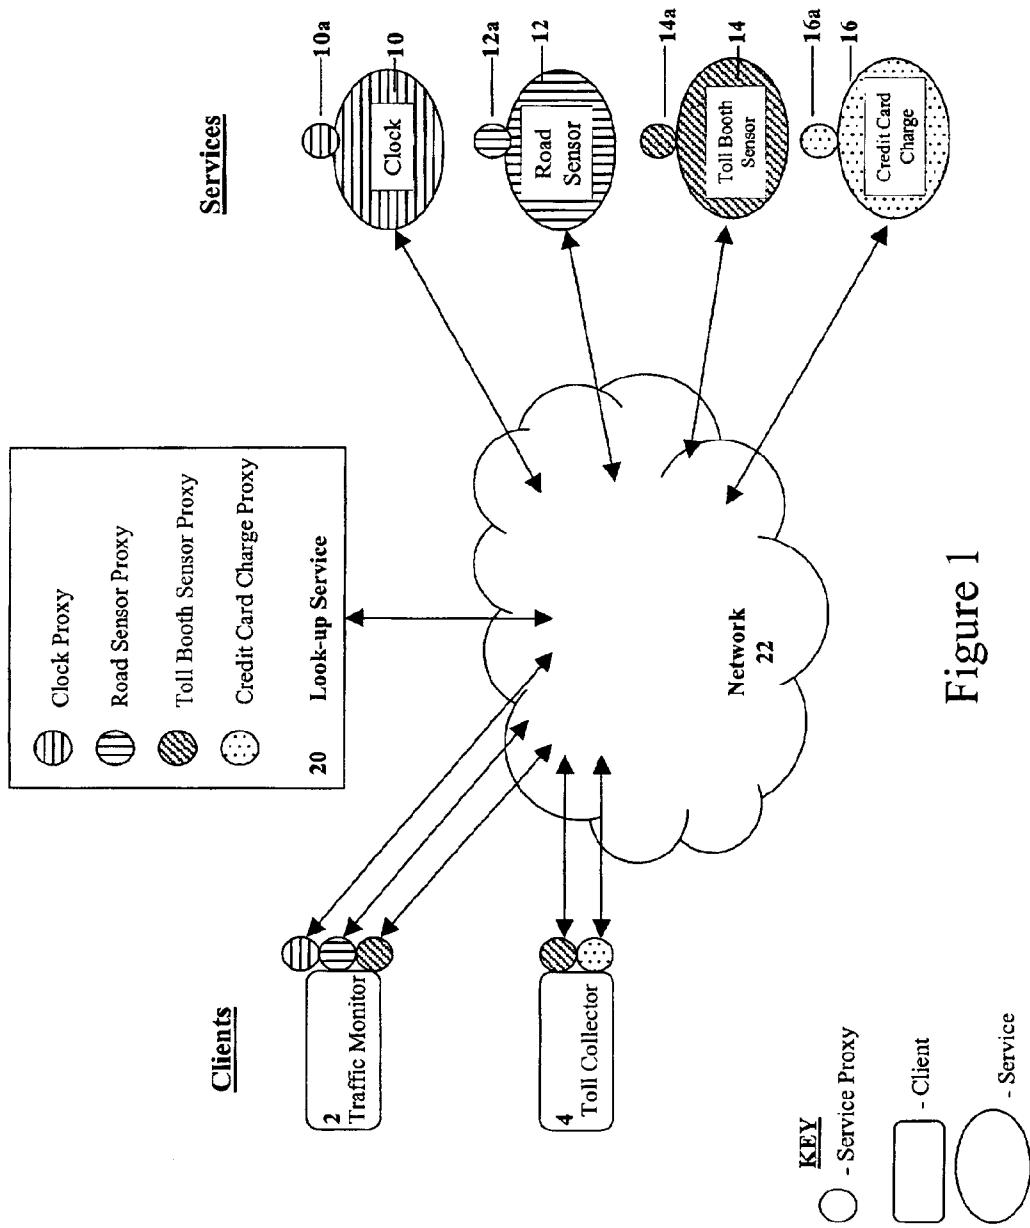 Clients
Services
Clock Proxy
Road Sensor Proxy
Toll Booth Sensor Proxy
Credit Card Charge Proxy
20 Look-up Service
2
Traffic Monitor
4
Toll Collector
Network
22
10a
10
Clock
12a
12
Road
Sensor
14a
14
Toll Booth
Sensor
16a
16
Credit Card
Charge
KEY
- Service Proxy
- Client
- Service
Figure 1